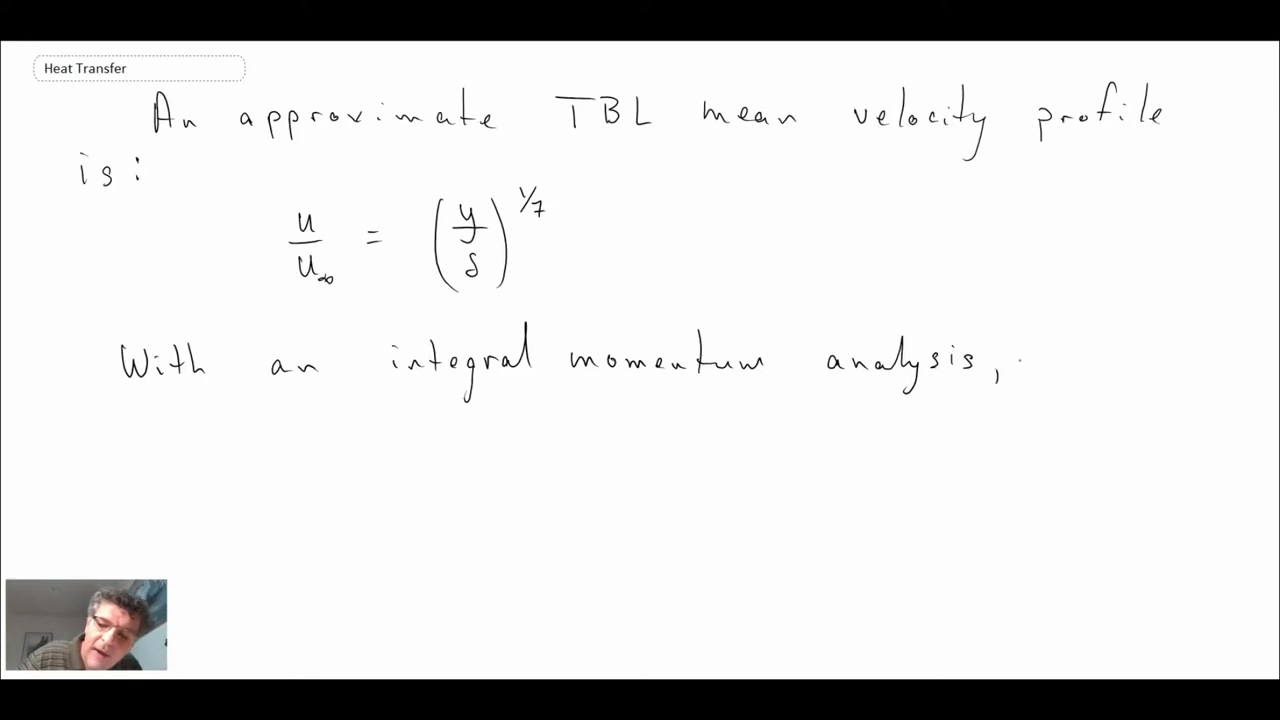 Heat Transfer
An approximate TBL mean velocity profile
is:
u/u∞ = (y/δ)^1/7
With an integral momentum analysis,